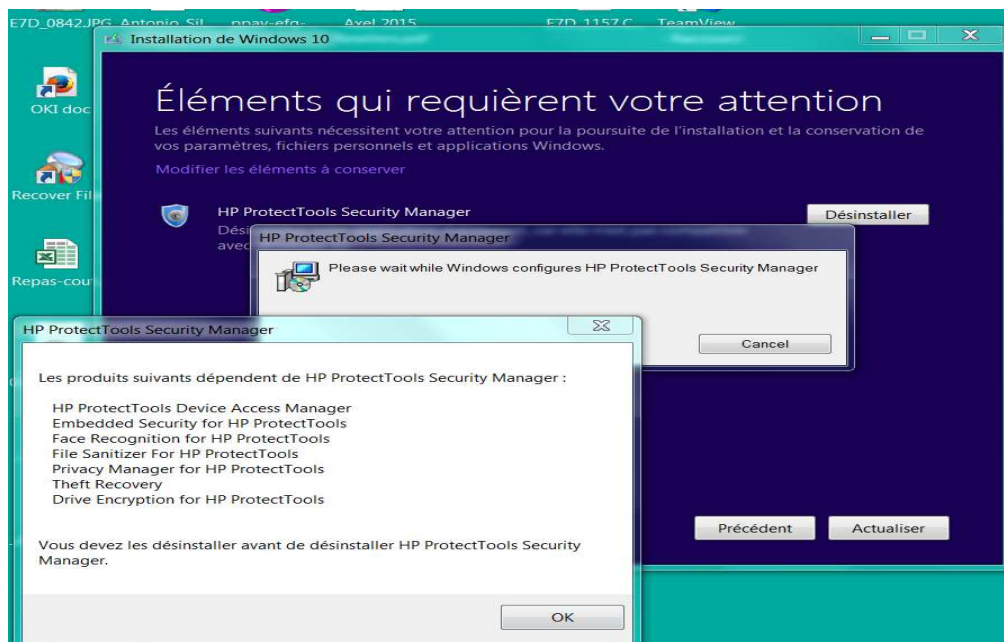 E7D_0842.JPG Antonio_Sil ppav-efg- Axel 2015 E7D_1157.C TeamView
Installation de Windows 10
OKI doc
Recover Fil
Repas-cou
Éléments qui requièrent votre attention
Les éléments suivants nécessitent votre attention pour la poursuite de l'installation et la conservation de
vos paramètres, fichiers personnels et applications Windows.
Modifier les éléments à conserver
HP ProtectTools Security Manager
Désinstaller
Dési
avec
HP ProtectTools Security Manager
Please wait while Windows configures HP ProtectTools Security Manager
Cancel
HP ProtectTools Security Manager
Les produits suivants dépendent de HP ProtectTools Security Manager :
HP ProtectTools Device Access Manager
Embedded Security for HP ProtectTools
Face Recognition for HP ProtectTools
File Sanitizer For HP ProtectTools
Privacy Manager for HP ProtectTools
Theft Recovery
Drive Encryption for HP ProtectTools
Vous devez les désinstaller avant de désinstaller HP ProtectTools Security
Manager.
OK
Précédent
Actualiser